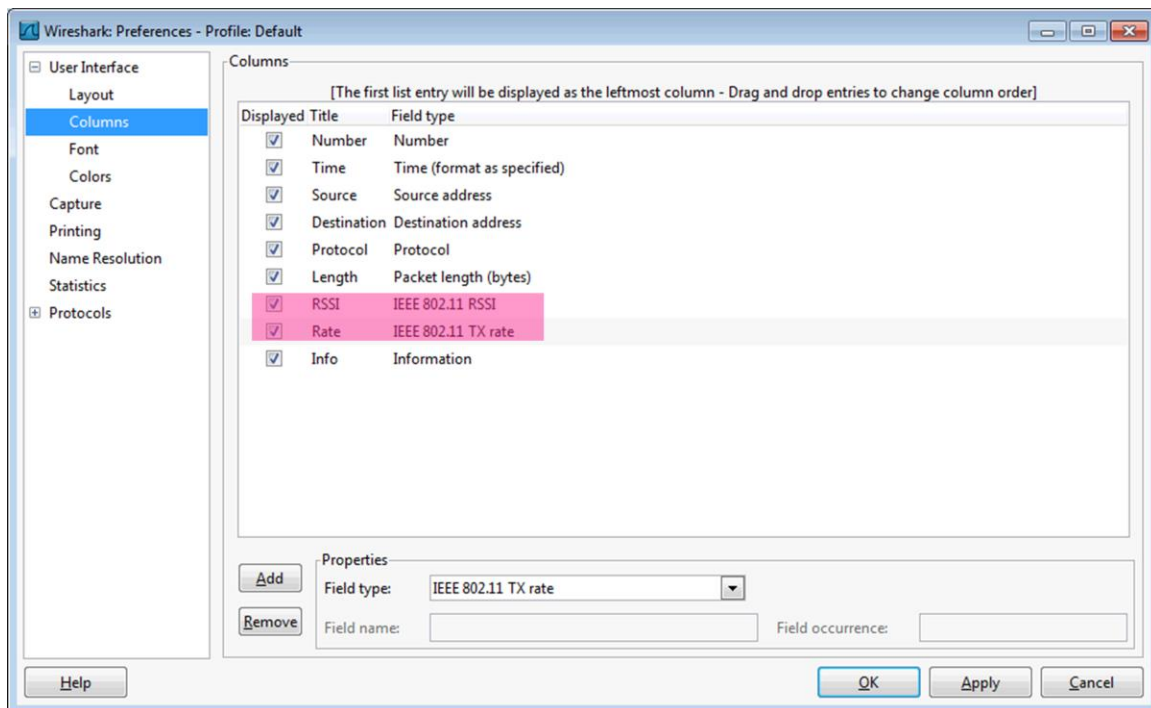 Wireshark: Preferences - Profile: Default
User Interface
Layout
Columns
Font
Colors
Capture
Printing
Name Resolution
Statistics
Protocols
Columns
[The first list entry will be displayed as the leftmost column - Drag and drop entries to change column order]
Displayed Title Field type
Number Number
Time Time (format as specified)
Source Source address
Destination Destination address
Protocol Protocol
Length Packet length (bytes)
RSSI IEEE 802.11 RSSI
Rate IEEE 802.11 TX rate
Info Information
Properties
Add
Field type: IEEE 802.11 TX rate
Remove
Field name: Field occurrence:
Help OK Apply Cancel